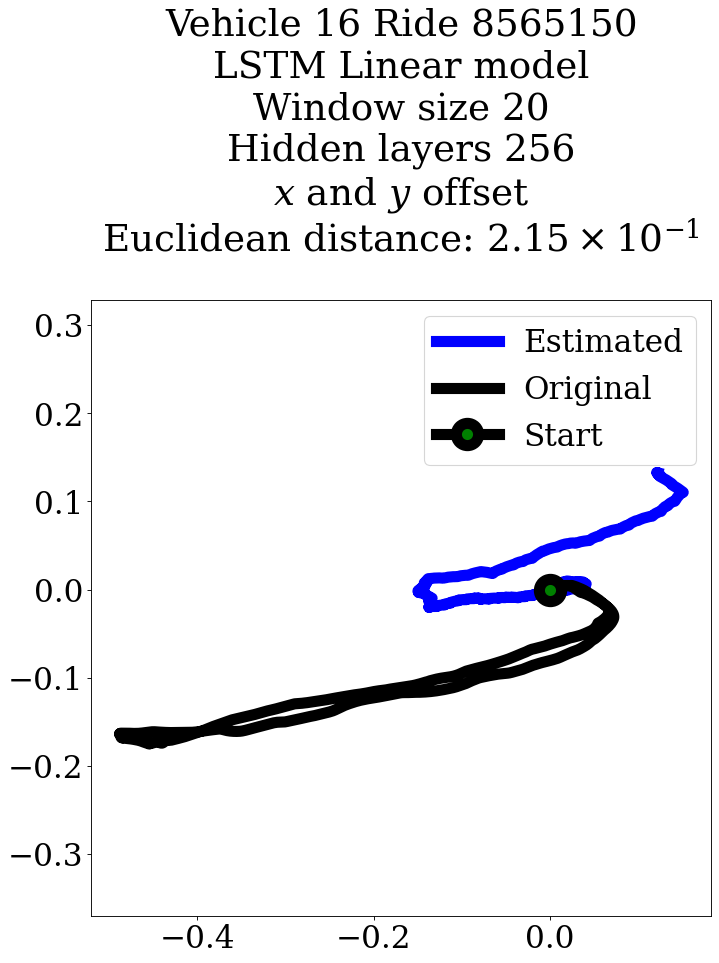 Vehicle 16 Ride 8565150
LSTM Linear model
Window size 20
Hidden layers 256
x and y offset
Euclidean distance: 2.15 × 10⁻¹
Estimated
Original
Start
0.3
0.2
0.1
0.0
−0.1
−0.2
−0.3
−0.4 −0.2 0.0